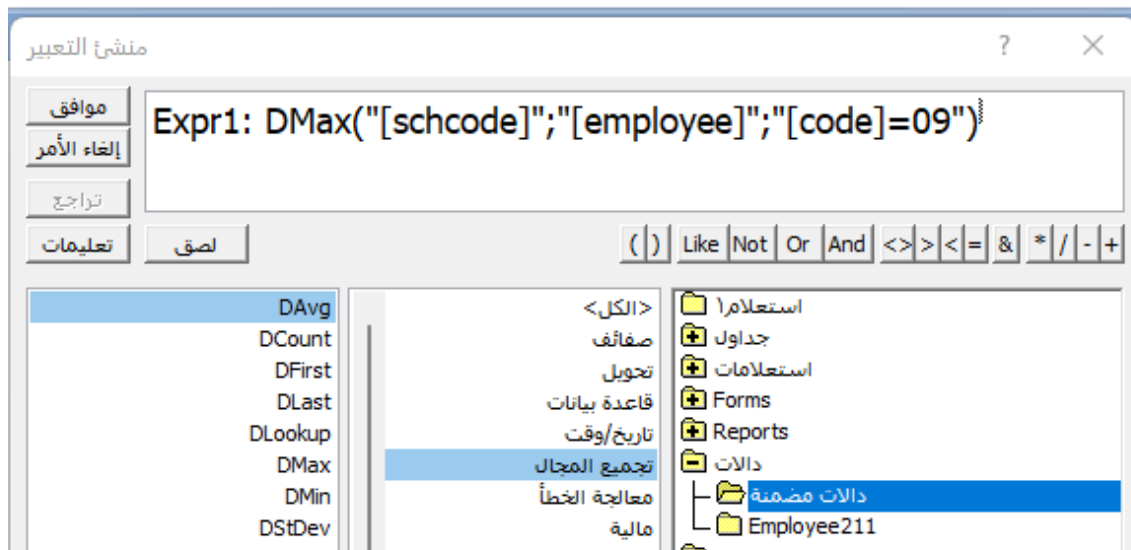 منشئ التعبير
?
موافق
إلغاء الأمر
تراجع
تعليمات
لصق
Expr1: DMax("[schcode]";"[employee]";"[code]=09")
( ) Like Not Or And <> > < = & * / - +
استعلام١
جداول
استعلامات
Forms
Reports
دالات
دالات مضمنة
Employee211
<الكل>
صفائف
تحويل
قاعدة بيانات
تاريخ/وقت
تجميع المجال
معالجة الخطأ
مالية
DAvg
DCount
DFirst
DLast
DLookup
DMax
DMin
DStDev